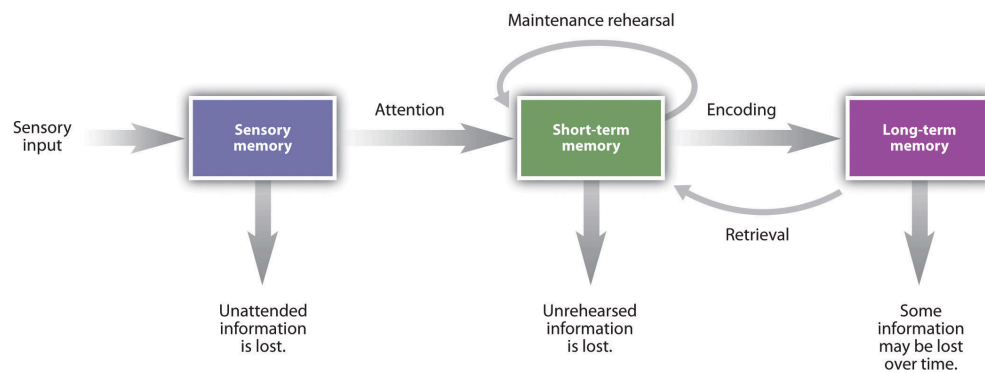 Maintenance rehearsal
Sensory
input
Sensory
memory
Attention
Short-term
memory
Encoding
Long-term
memory
Retrieval
Unattended
information
is lost.
Unrehearsed
information
is lost.
Some
information
may be lost
over time.